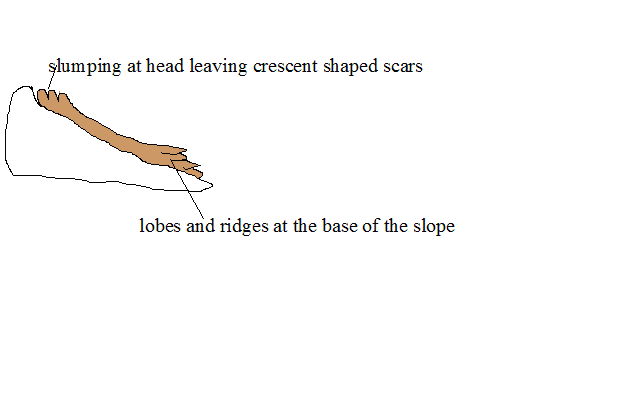 slumping at head leaving crescent shaped scars
lobes and ridges at the base of the slope